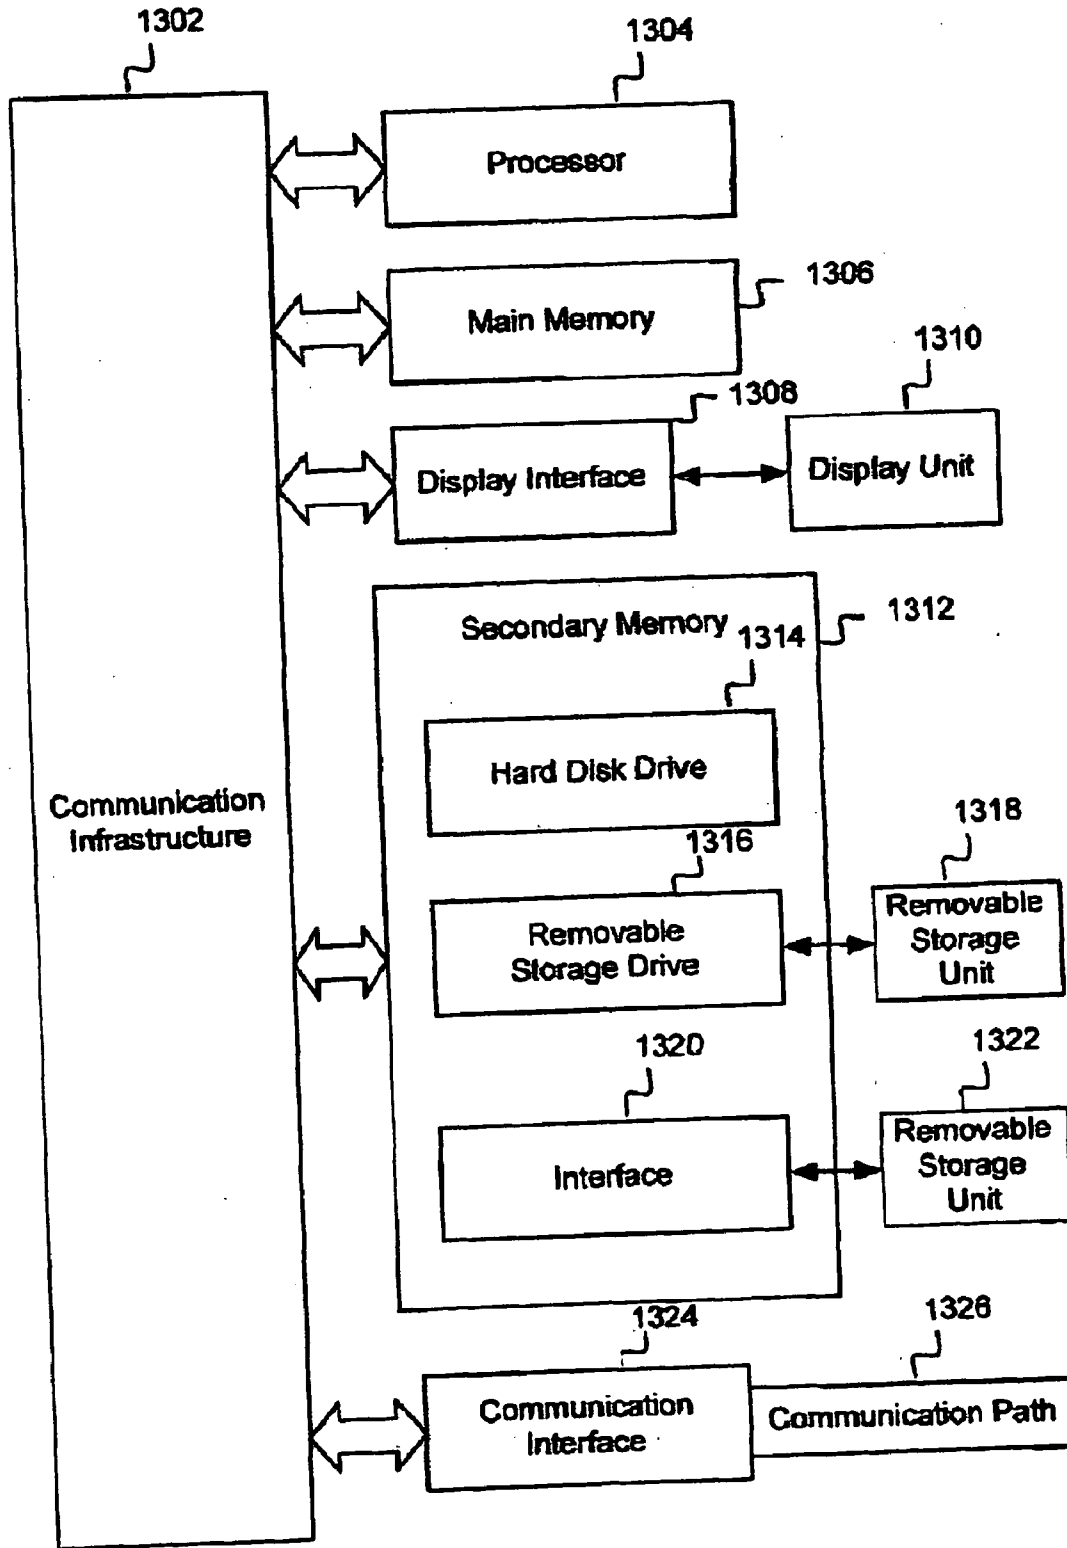 1302
1304
Processor
1306
Main Memory
1308
1310
Display Interface
Display Unit
1312
Secondary Memory
1314
Hard Disk Drive
Communication
Infrastructure
1316
1318
Removable
Storage Drive
Removable
Storage
Unit
1320
1322
Interface
Removable
Storage
Unit
1324
1326
Communication
Interface
Communication Path